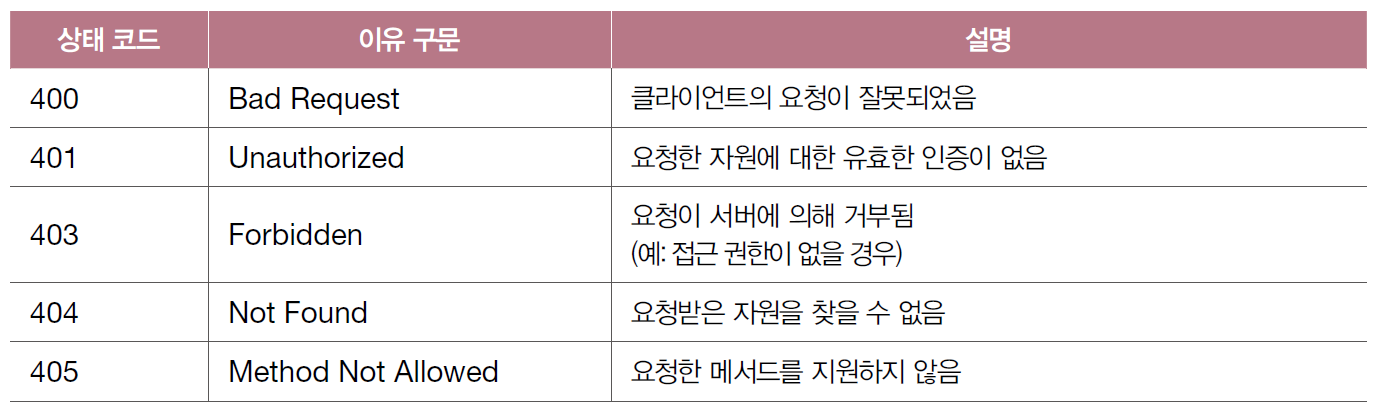 상태 코드 이유 구문 설명
400 Bad Request 클라이언트의 요청이 잘못되었음
401 Unauthorized 요청한 자원에 대한 유효한 인증이 없음
403 Forbidden 요청이 서버에 의해 거부됨
(예: 접근 권한이 없을 경우)
404 Not Found 요청받은 자원을 찾을 수 없음
405 Method Not Allowed 요청한 메서드를 지원하지 않음